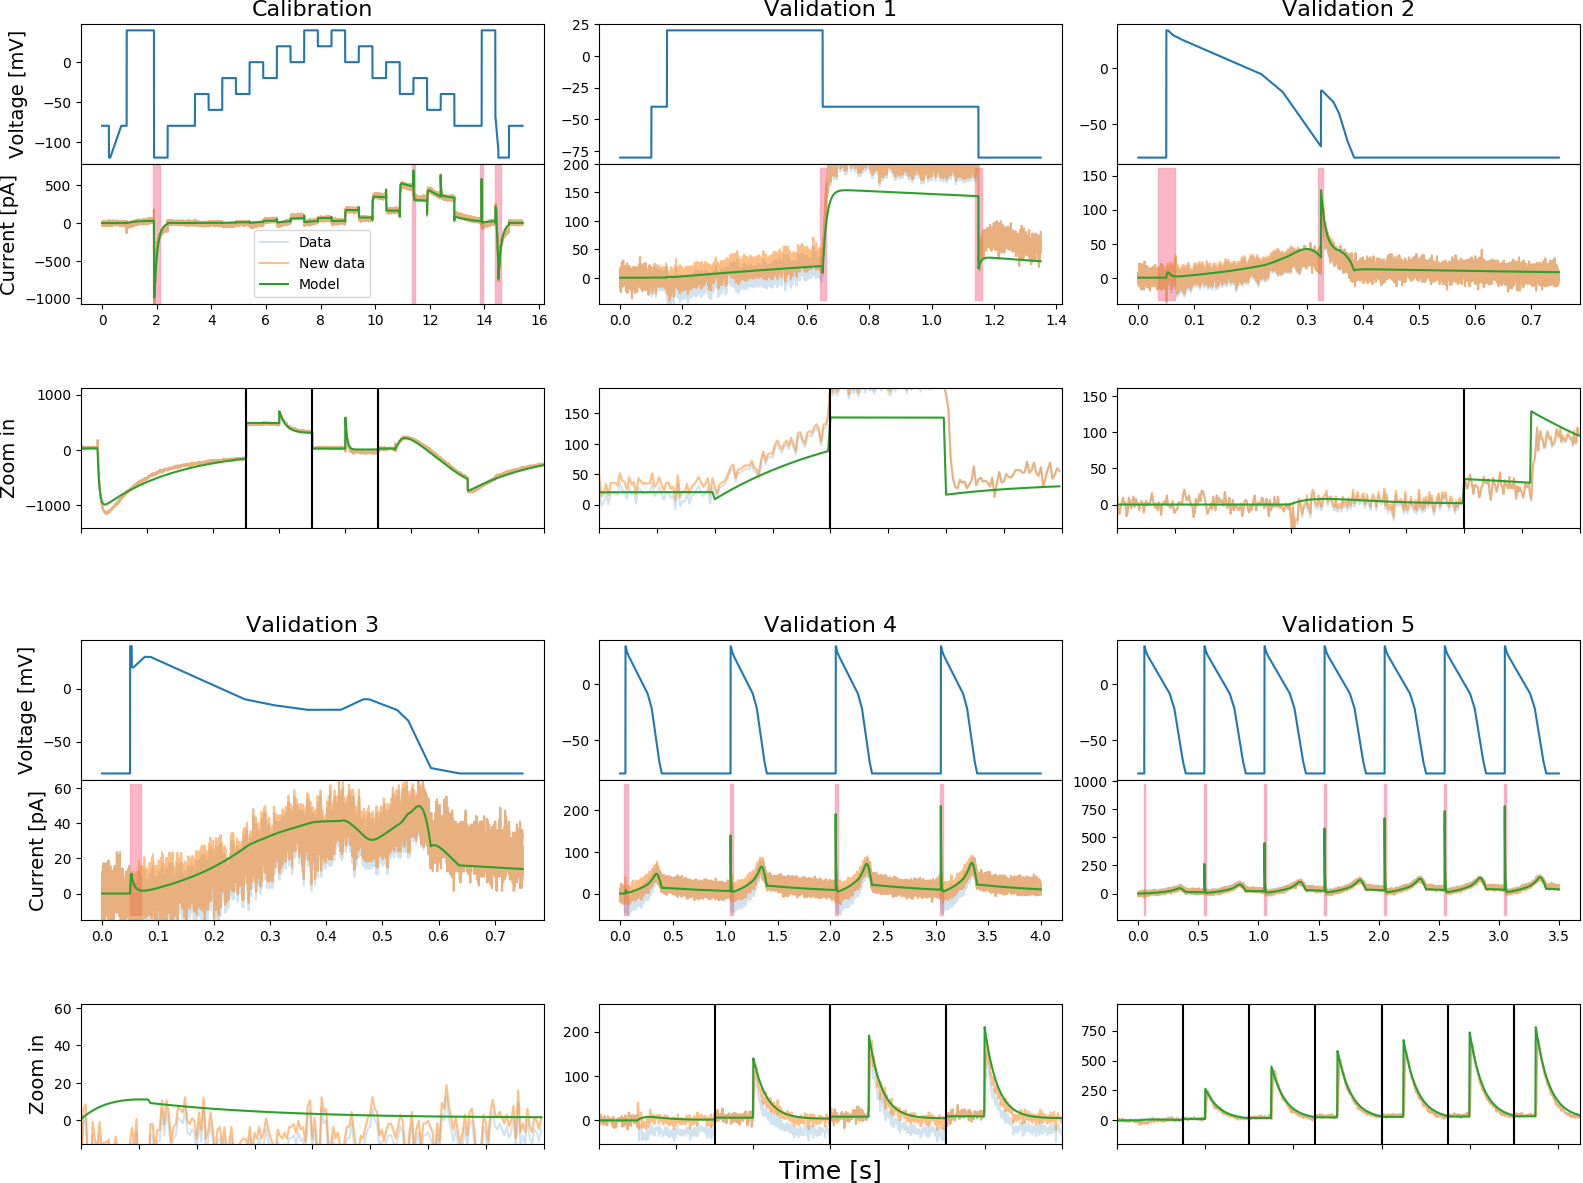 Calibration
Validation 1
Validation 2
Voltage [mV]
0
−50
−100
25
0
−25
−50
−75
0
−50
Current [pA]
500
0
−500
−1000
Data
New data
Model
200
150
100
50
0
150
100
50
0
0 2 4 6 8 10 12 14 16
0.0 0.2 0.4 0.6 0.8 1.0 1.2 1.4
0.0 0.1 0.2 0.3 0.4 0.5 0.6 0.7
Zoom in
1000
0
−1000
150
100
50
0
150
100
50
0
Validation 3
Validation 4
Validation 5
Voltage [mV]
0
−50
0
−50
0
−50
Current [pA]
60
40
20
0
200
100
0
1000
750
500
250
0
0.0 0.1 0.2 0.3 0.4 0.5 0.6 0.7
0.0 0.5 1.0 1.5 2.0 2.5 3.0 3.5 4.0
0.0 0.5 1.0 1.5 2.0 2.5 3.0 3.5
Zoom in
60
40
20
0
200
100
0
750
500
250
0
Time [s]